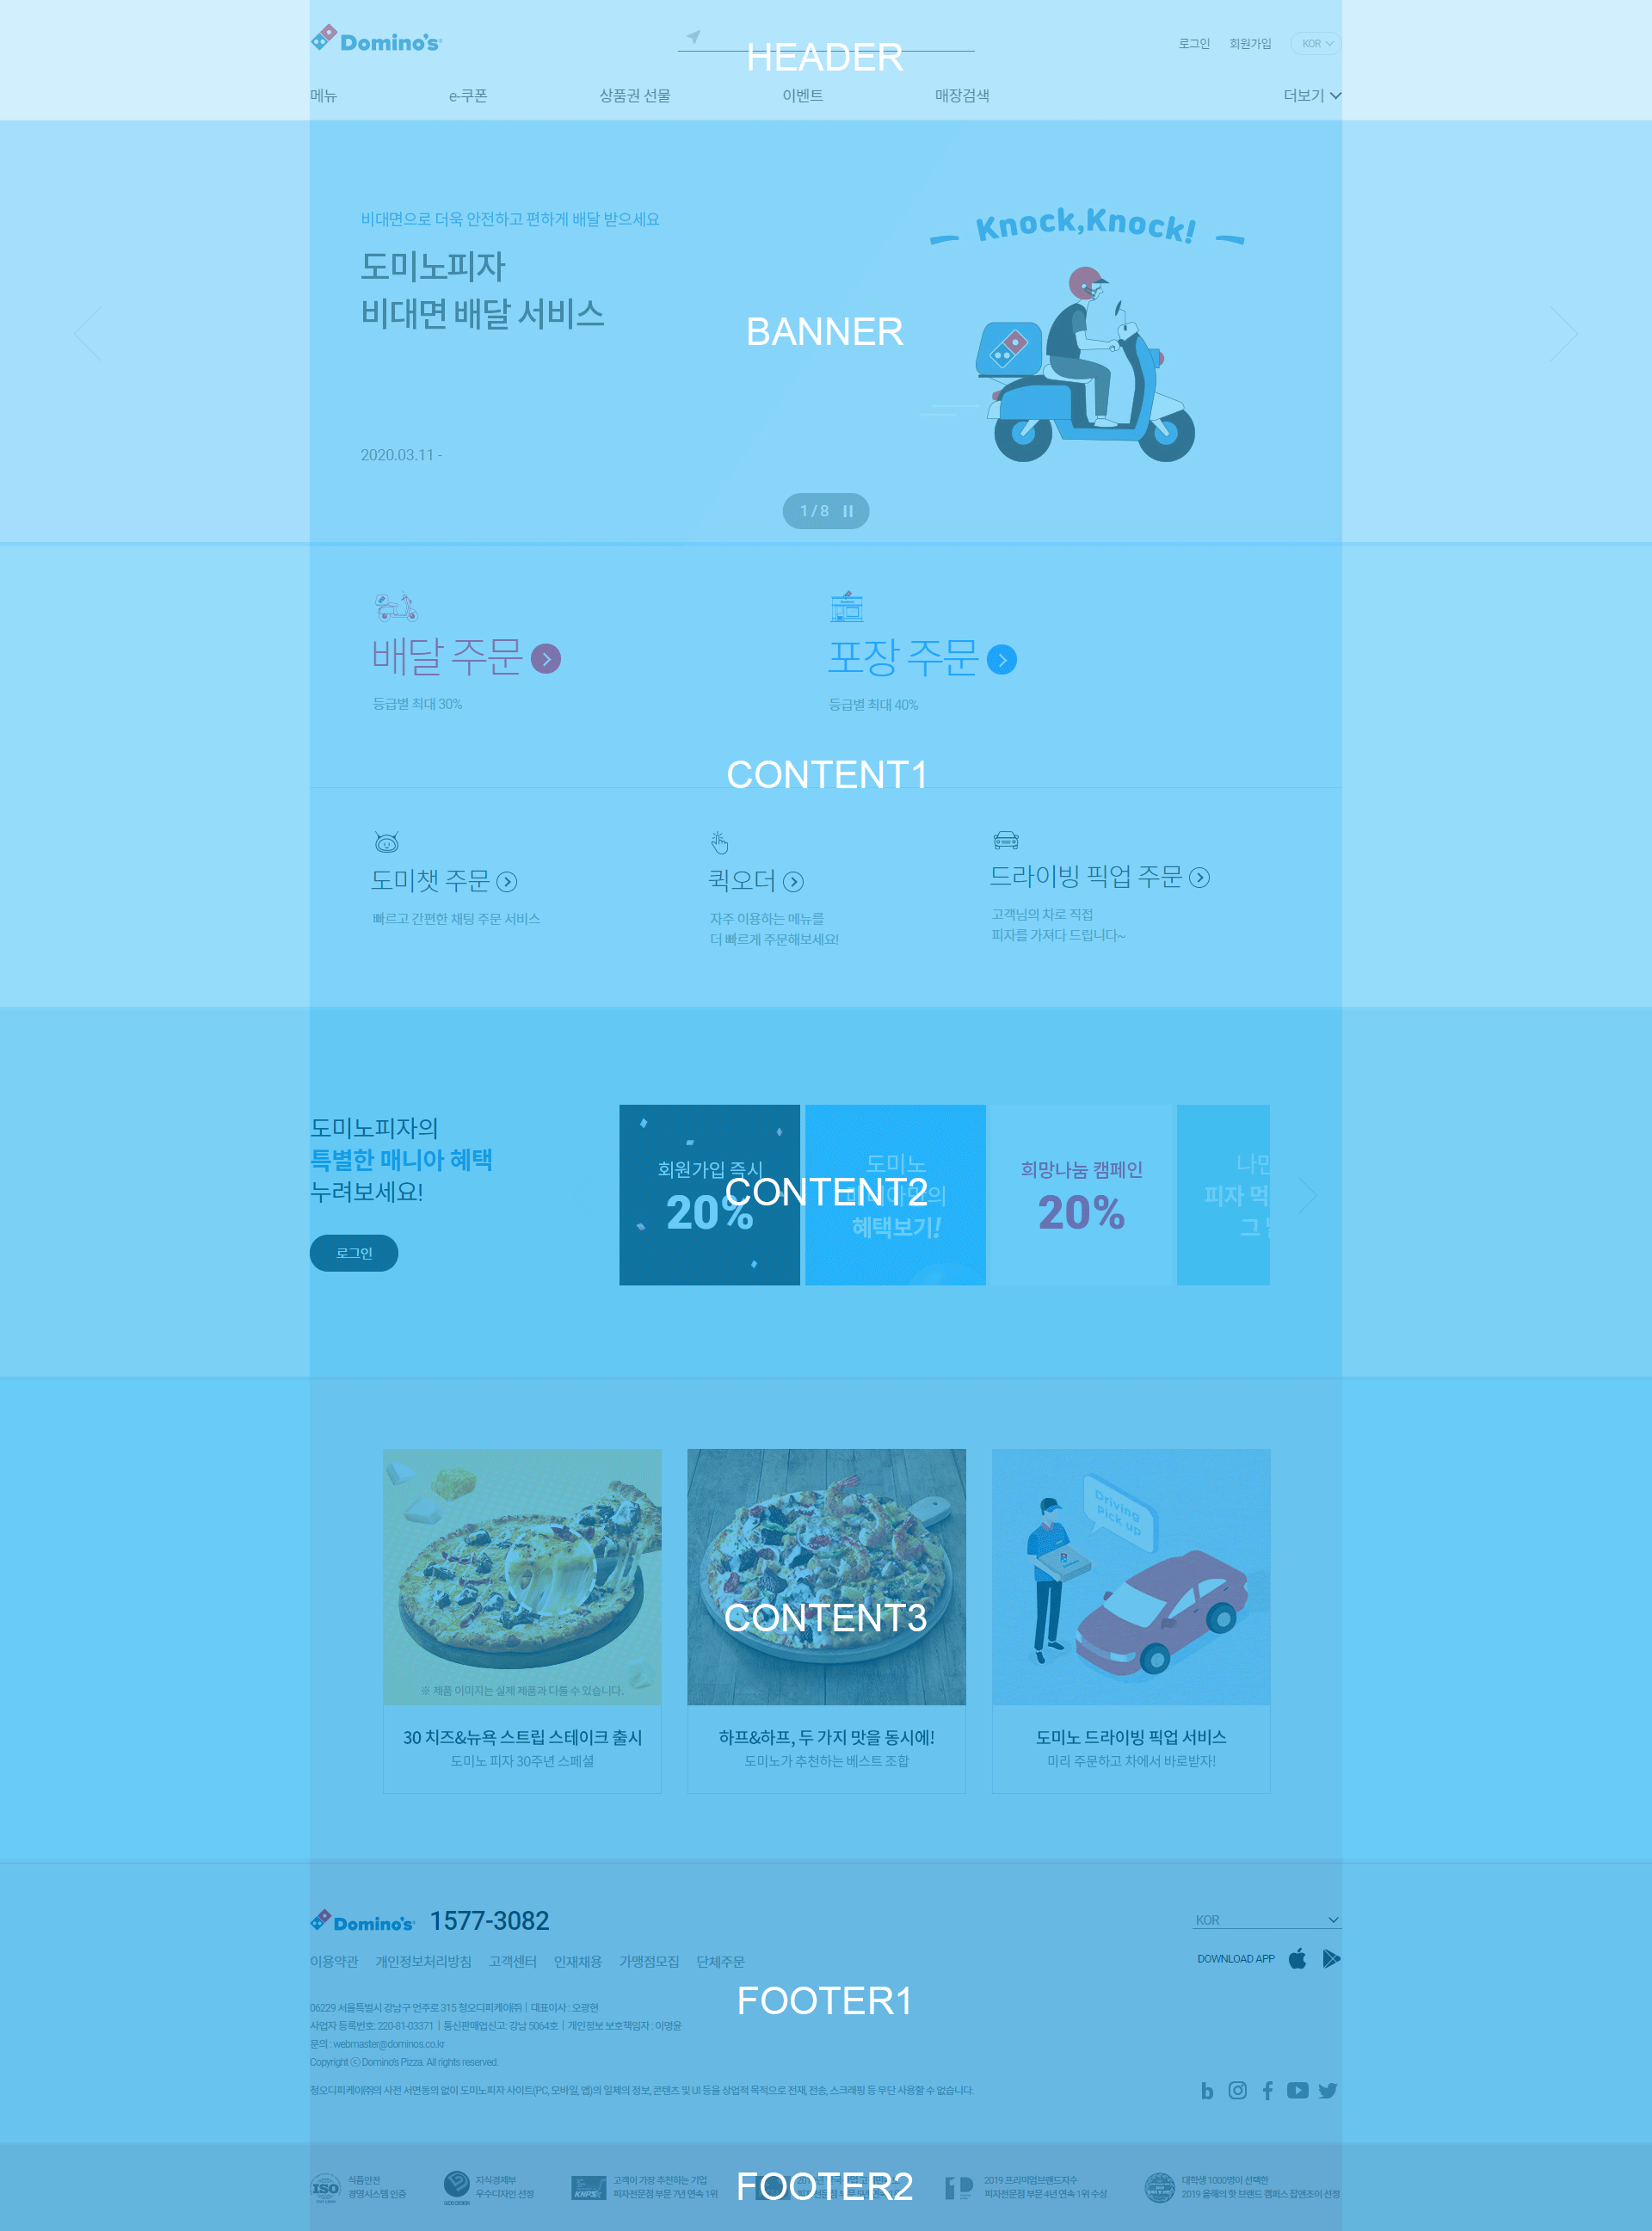 Domino's
HEADER
로그인 회원가입 KOR
메뉴 e-쿠폰 상품권 선물 이벤트 매장검색 더보기
비대면으로 더욱 안전하고 편하게 배달 받으세요
도미노피자
비대면 배달 서비스
Knock,Knock!
BANNER
2020.03.11 -
1 / 8
배달 주문
등급별 최대 30%
포장 주문
등급별 최대 40%
CONTENT1
도미챗 주문
빠르고 간편한 채팅 주문 서비스
퀵오더
자주 이용하는 메뉴를
더 빠르게 주문해보세요!
드라이빙 픽업 주문
고객님의 차로 직접
피자를 가져다 드립니다~
도미노피자의
특별한 매니아 혜택
누려보세요!
로그인
회원가입 즉시
20%
CONTENT2
도미노
혜택보기!
희망나눔 캠페인
20%
피자 먹
그
※ 제품 이미지는 실제 제품과 다를 수 있습니다.
30 치즈&뉴욕 스트립 스테이크 출시
도미노 피자 30주년 스페셜
CONTENT3
하프&하프, 두 가지 맛을 동시에!
도미노가 추천하는 베스트 조합
Driving
Pick up
도미노 드라이빙 픽업 서비스
미리 주문하고 차에서 바로받자!
Domino's 1577-3082
KOR
이용약관 개인정보처리방침 고객센터 인재채용 가맹점모집 단체주문
DOWNLOAD APP
FOOTER1
06229 서울특별시 강남구 언주로 315 청오디피케이㈜ | 대표이사 : 오광현
사업자 등록번호: 220-81-03371 | 통신판매업신고: 강남 5064호 | 개인정보 보호책임자 : 이명윤
문의 : webmaster@dominos.co.kr
Copyright ⓒ Domino's Pizza. All rights reserved.
청오디피케이㈜의 사전 서면동의 없이 도미노피자 사이트(PC, 모바일, 앱)의 일체의 정보, 콘텐츠 및 UI 등을 상업적 목적으로 전재, 전송, 스크래핑 등 무단 사용할 수 없습니다.
ISO
식품안전
경영시스템 인증
지식경제부
우수디자인 선정
고객이 가장 추천하는 기업
피자전문점 부문 7년 연속 1위
FOOTER2
2019 프리미엄브랜드지수
피자전문점 부문 4년 연속 1위 수상
대학생 1000명이 선택한
2019 올해의 핫 브랜드 캠퍼스 잡앤조이 선정